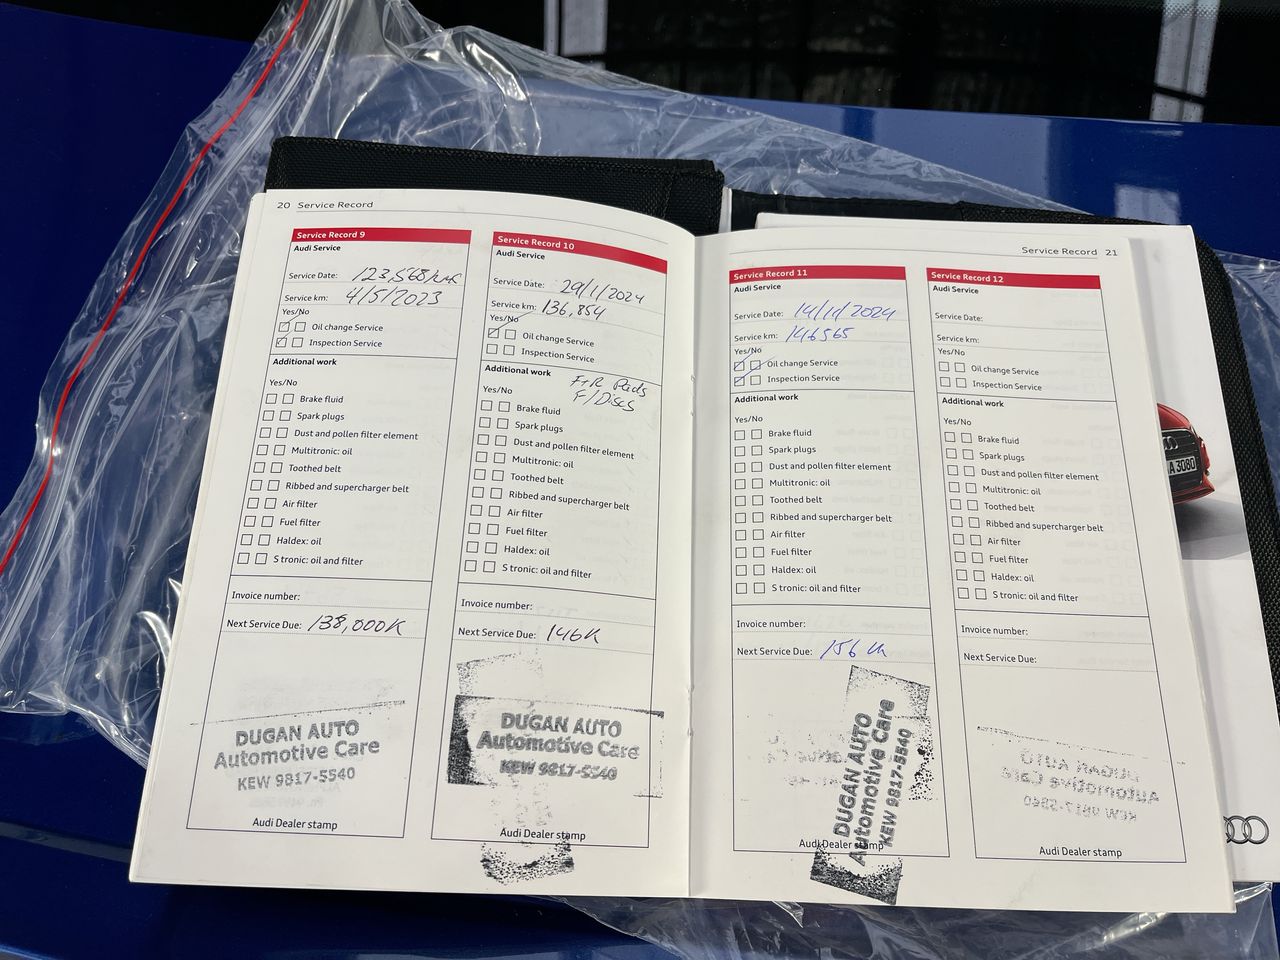 20 Service Record
Service Record 9
Audi Service
Service Date: 123,568
Service km: 4/5/2023
Yes/No
Oil change Service
Inspection Service
Additional work
Yes/No
Brake fluid
Spark plugs
Dust and pollen filter element
Multitronic: oil
Toothed belt
Ribbed and supercharger belt
Air filter
Fuel filter
Haldex: oil
S tronic: oil and filter
Invoice number:
Next Service Due: 138,000K
DUGAN AUTO
Automotive Care
KEW 9817-5540
Audi Dealer stamp
Service Record 10
Audi Service
Service Date: 29/1/2024
Service km: 136,854
Yes/No
Oil change Service
Inspection Service
Additional work F+R Pads
F/Discs
Yes/No
Brake fluid
Spark plugs
Dust and pollen filter element
Multitronic: oil
Toothed belt
Ribbed and supercharger belt
Air filter
Fuel filter
Haldex: oil
S tronic: oil and filter
Invoice number:
Next Service Due: 146K
DUGAN AUTO
Automotive Care
KEW 9817-5540
Audi Dealer stamp
Service Record 21
Service Record 11
Audi Service
Service Date: 14/11/2024
Service km: 146565
Yes/No
Oil change Service
Inspection Service
Additional work
Yes/No
Brake fluid
Spark plugs
Dust and pollen filter element
Multitronic: oil
Toothed belt
Ribbed and supercharger belt
Air filter
Fuel filter
Haldex: oil
S tronic: oil and filter
Invoice number:
Next Service Due: 156 K
DUGAN AUTO
Automotive Care
KEW 9817-5540
Audi Dealer stamp
Service Record 12
Audi Service
Service Date:
Service km:
Yes/No
Oil change Service
Inspection Service
Additional work
Yes/No
Brake fluid
Spark plugs
Dust and pollen filter element
Multitronic: oil
Toothed belt
Ribbed and supercharger belt
Air filter
Fuel filter
Haldex: oil
S tronic: oil and filter
Invoice number:
Next Service Due:
DUGAN AUTO
Automotive Care
KEW 9817-5540
Audi Dealer stamp
A 3080